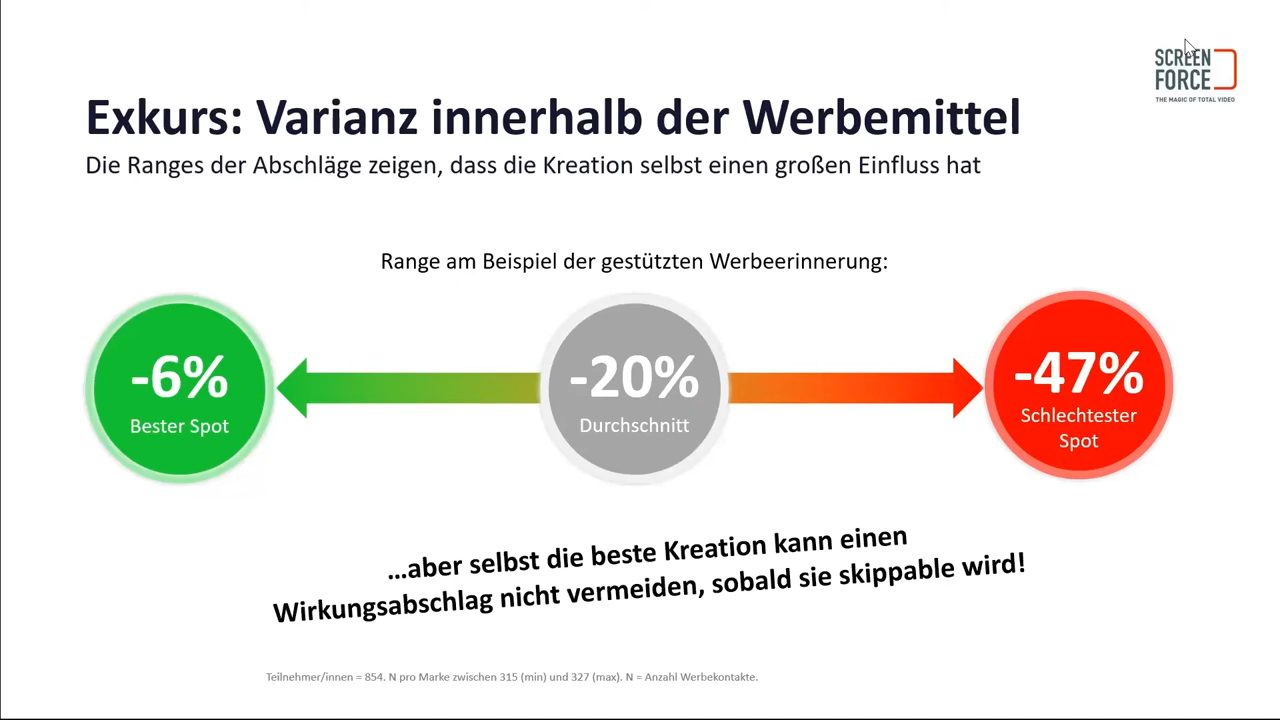 SCREEN
FORCE
THE MAGIC OF TOTAL VIDEO
Exkurs: Varianz innerhalb der Werbemittel
Die Ranges der Abschläge zeigen, dass die Kreation selbst einen großen Einfluss hat
Range am Beispiel der gestützten Werbeerinnerung:
-6%
Bester Spot
-20%
Durchschnitt
-47%
Schlechtester
Spot
...aber selbst die beste Kreation kann einen
Wirkungsabschlag nicht vermeiden, sobald sie skippable wird!
Teilnehmer/innen = 854. N pro Marke zwischen 315 (min) und 327 (max). N = Anzahl Werbekontakte.